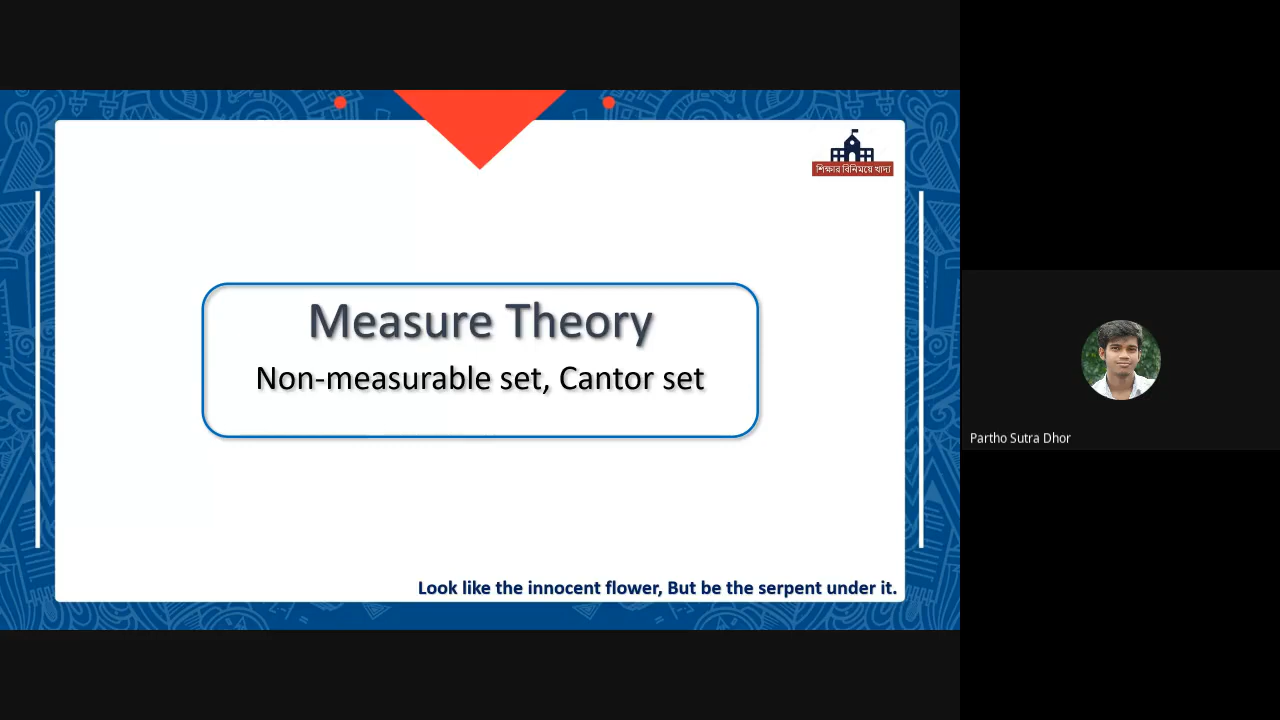 শিক্ষার বিনিময়ে খাদ্য
Measure Theory
Non-measurable set, Cantor set
Look like the innocent flower, But be the serpent under it.
Partho Sutra Dhor